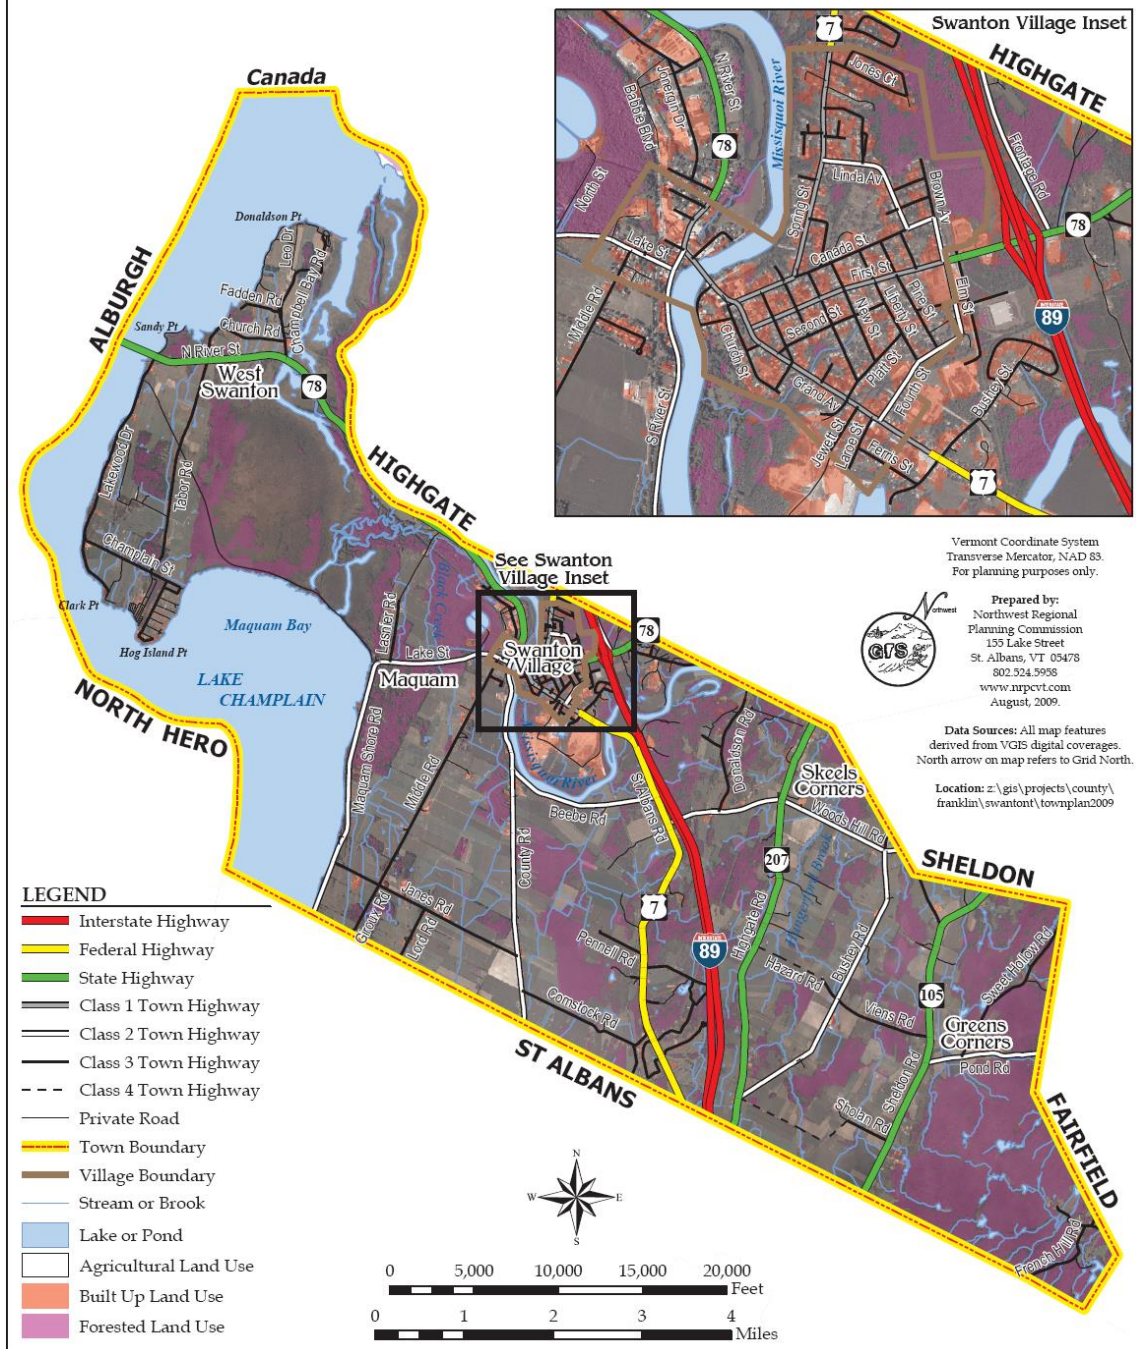 Swanton Village Inset
HIGHGATE
7
Jones Ct
N River St
Jonergin Dr
Babbie Blvd
Missisquoi River
78
Frontage Rd
North St
Linda Av
Brown Av
Spring St
78
Lake St
Canada St
First St
Elm St
Pine St
Liberty St
New St
Second St
Middle Rd
89
Church St
Platt St
Grand Av
Fourth St
Bushey St
S River St
Jewett St
Larue St
Ferris St
7
Canada
Donaldson Pt
Leo Dr
Champbel Bay Rd
ALBURGH
Fadden Rd
Church Rd
Sandy Pt
N River St
West
Swanton
78
Lakewood Dr
Tabor Rd
HIGHGATE
Champlain St
Clark Pt
Hog Island Pt
Maquam Bay
LAKE
CHAMPLAIN
NORTH HERO
Lasnier Rd
Black Creek
See Swanton
Village Inset
Lake St
Maquam
Swanton
Village
78
Missisquoi River
Maquam Shore Rd
Middle Rd
County Rd
Beebe Rd
St Albans Rd
Donaldson Rd
Skeels
Corners
Woods Hill Rd
207
Hungerford Brook
SHELDON
Highgate Rd
Bushey Rd
7
89
Janes Rd
Giroux Rd
Lord Rd
Pennell Rd
Hazard Rd
Comstock Rd
Viens Rd
105
Sweet Hollow Rd
Greens
Corners
Pond Rd
Sheldon Rd
Sholan Rd
ST ALBANS
FAIRFIELD
French Hill Rd
Vermont Coordinate System
Transverse Mercator, NAD 83.
For planning purposes only.
Northwest
GIS
Prepared by:
Northwest Regional
Planning Commission
155 Lake Street
St. Albans, VT 05478
802.524.5958
www.nrpcvt.com
August, 2009.
Data Sources: All map features
derived from VGIS digital coverages.
North arrow on map refers to Grid North.
Location: z:\gis\projects\county\
franklin\swantont\townplan2009
LEGEND
Interstate Highway
Federal Highway
State Highway
Class 1 Town Highway
Class 2 Town Highway
Class 3 Town Highway
Class 4 Town Highway
Private Road
Town Boundary
Village Boundary
Stream or Brook
Lake or Pond
Agricultural Land Use
Built Up Land Use
Forested Land Use
N
W E
S
0 5,000 10,000 15,000 20,000
Feet
0 1 2 3 4
Miles